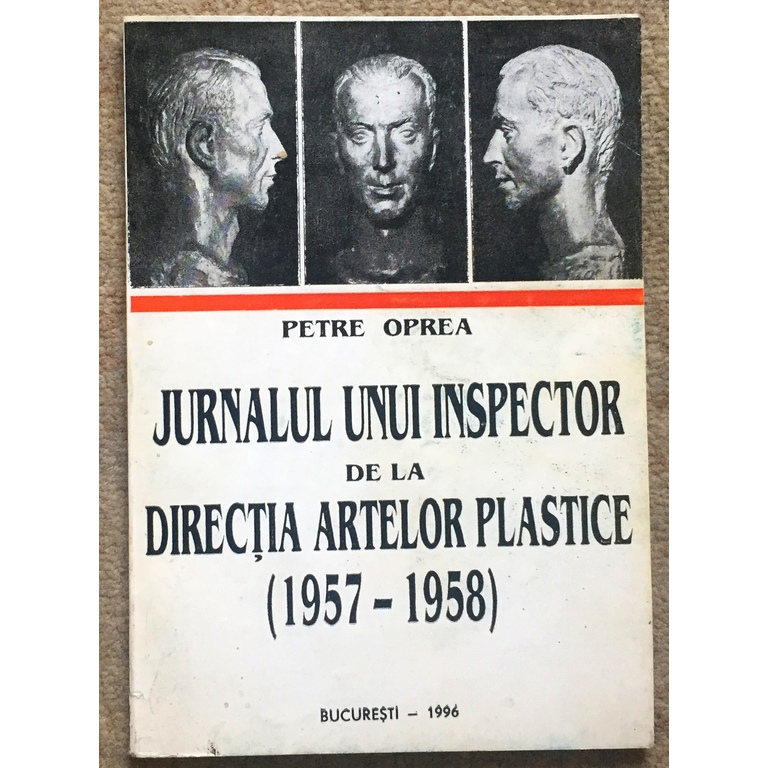 PETRE OPREA
JURNALUL UNUI INSPECTOR
DE LA
DIRECȚIA ARTELOR PLASTICE
(1957 - 1958)
BUCUREȘTI - 1996